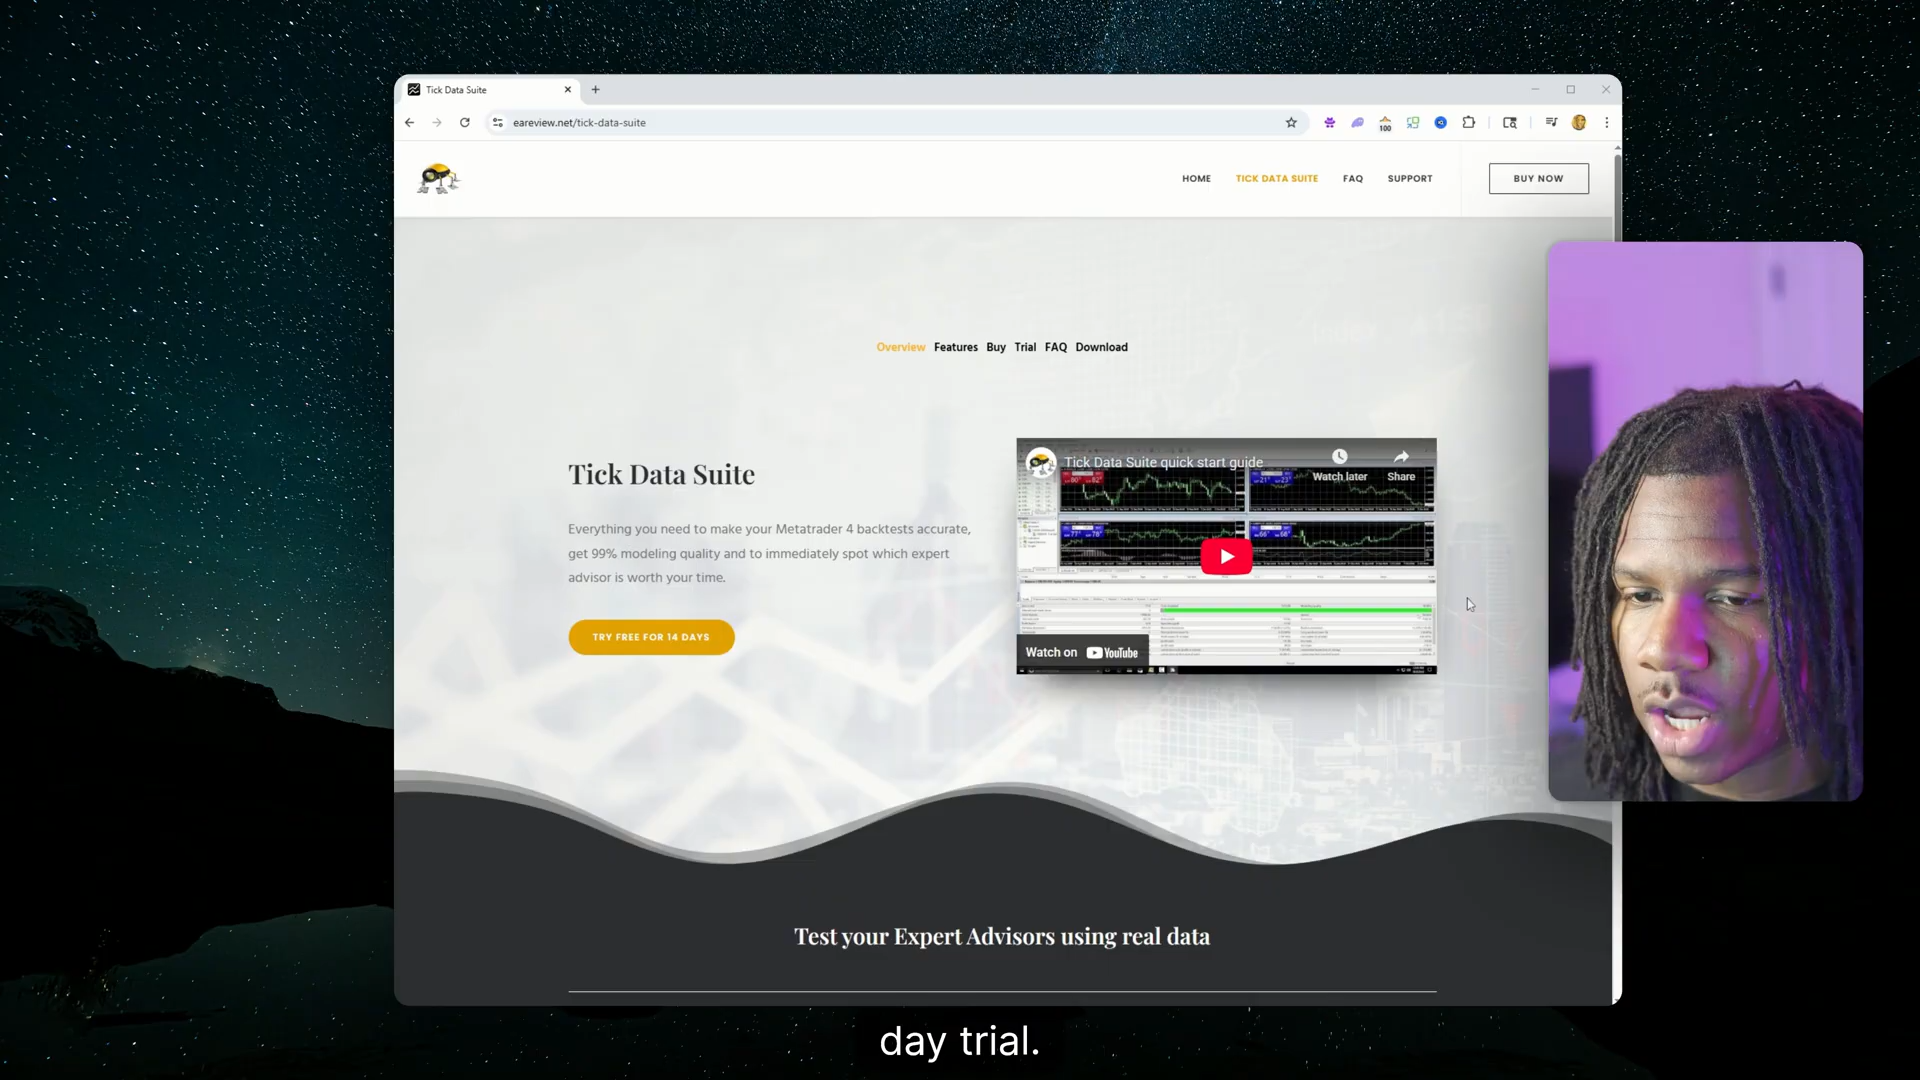 Tick Data Suite
eareview.net/tick-data-suite
100
HOME TICK DATA SUITE FAQ SUPPORT BUY NOW
Overview Features Buy Trial FAQ Download
Tick Data Suite
Everything you need to make your Metatrader 4 backtests accurate,
get 99% modeling quality and to immediately spot which expert
advisor is worth your time.
TRY FREE FOR 14 DAYS
Tick Data Suite quick start guide
Watch later
Share
Watch on YouTube
Test your Expert Advisors using real data
day trial.